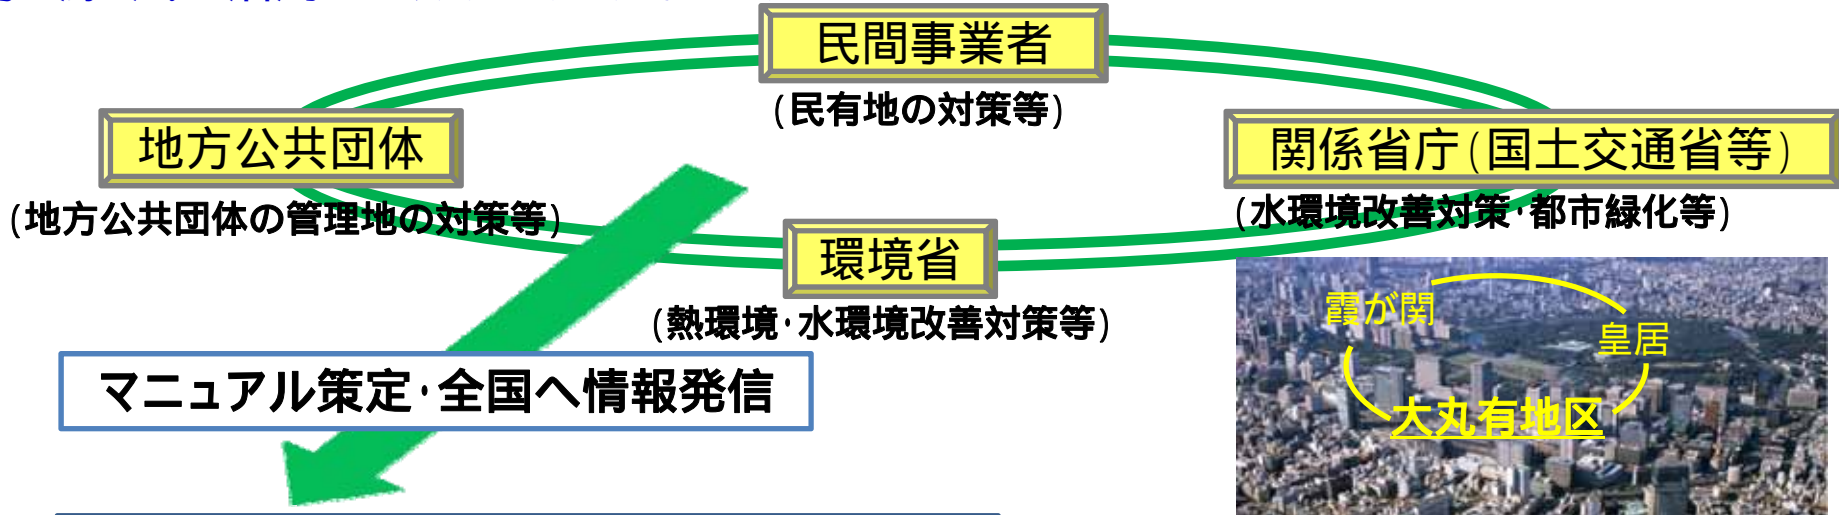 民間事業者
(民有地の対策等)
地方公共団体
(地方公共団体の管理地の対策等)
関係省庁(国土交通省等)
(水環境改善対策･都市緑化等)
環境省
(熱環境･水環境改善対策等)
マニュアル策定･全国へ情報発信
霞が関
皇居
大丸有地区